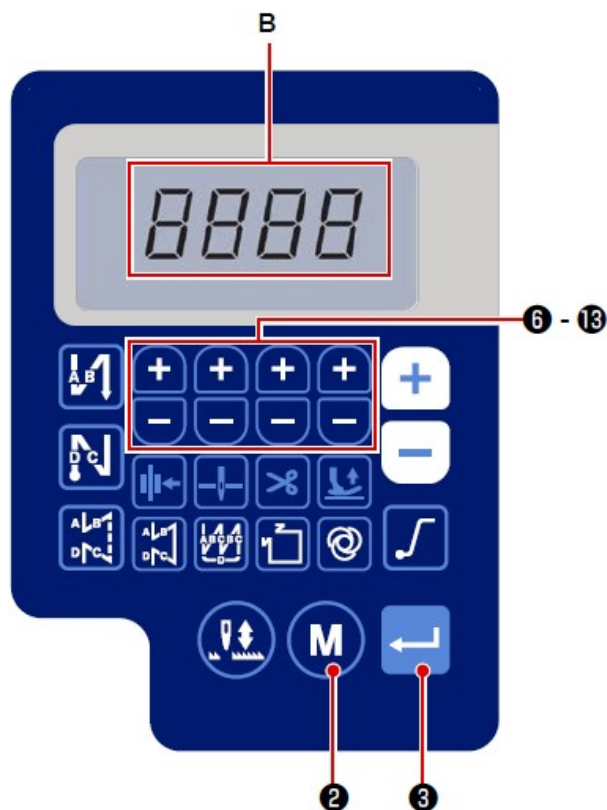 B
8888
❻ - ⓭
A B
+ + + + +
− − − − −
D C
A B
D C
A B
D C
A B C B C
D
M
❷
❸